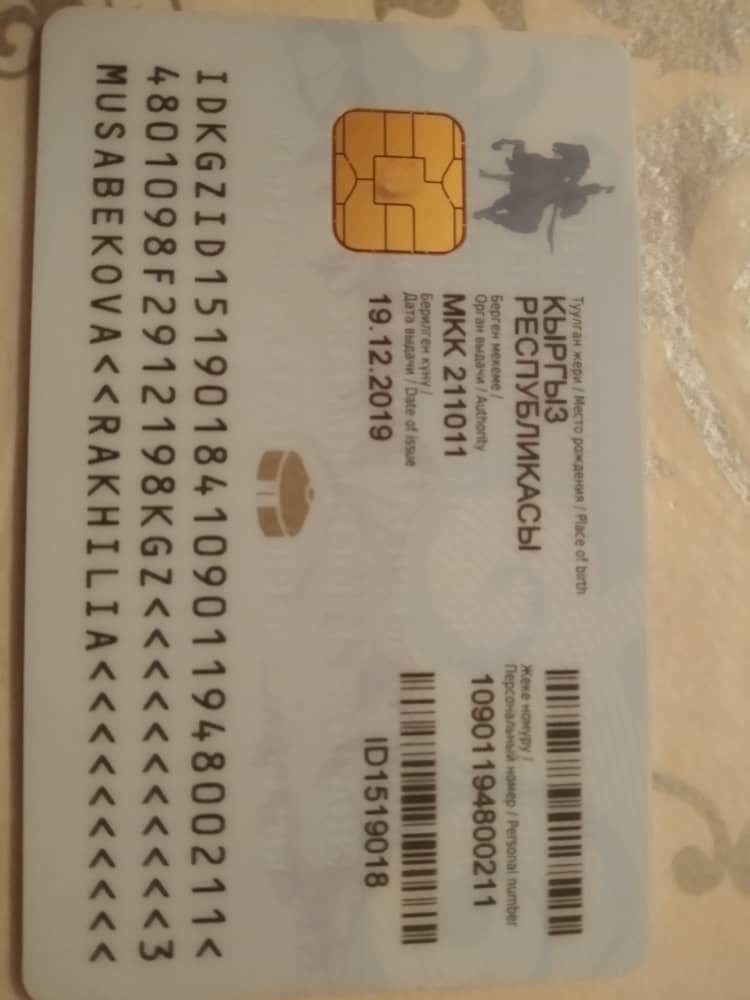 Туулган жери / Место рождения / Place of birth
КЫРГЫЗ
РЕСПУБЛИКАСЫ
Берген мекеме /
Орган выдачи / Authority
МКК 211011
Берилген күнү /
Дата выдачи / Date of issue
19.12.2019
Жеке номуру /
Персональный номер / Personal number
10901194800211
ID1519018
IDKGZID1519018410901194800211<
4801098F2912198KGZ<<<<<<<<<<<3
MUSABEKOVA<<RAKHILIA<<<<<<<<<<